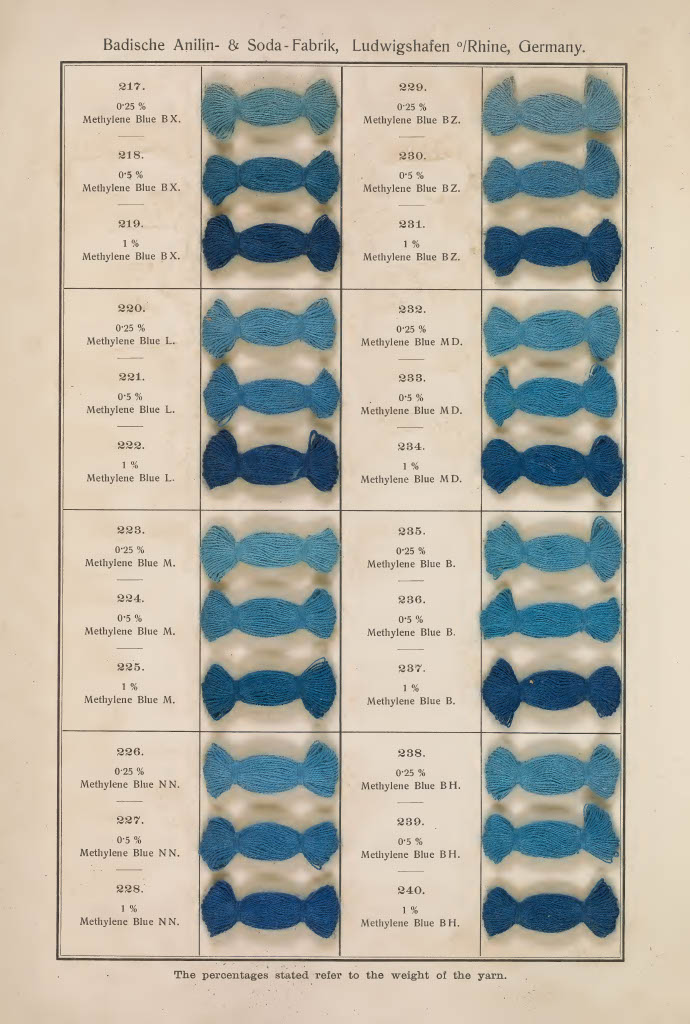 Badische Anilin- & Soda-Fabrik, Ludwigshafen o/Rhine, Germany.
217.
0·25 %
Methylene Blue BX.
218.
0·5 %
Methylene Blue BX.
219.
1 %
Methylene Blue BX.
220.
0·25 %
Methylene Blue L.
221.
0·5 %
Methylene Blue L.
222.
1 %
Methylene Blue L.
223.
0·25 %
Methylene Blue M.
224.
0·5 %
Methylene Blue M.
225.
1 %
Methylene Blue M.
226.
0·25 %
Methylene Blue NN.
227.
0·5 %
Methylene Blue NN.
228.
1 %
Methylene Blue NN.
229.
0·25 %
Methylene Blue BZ.
230.
0·5 %
Methylene Blue BZ.
231.
1 %
Methylene Blue BZ.
232.
0·25 %
Methylene Blue MD.
233.
0·5 %
Methylene Blue MD.
234.
1 %
Methylene Blue MD.
235.
0·25 %
Methylene Blue B.
236.
0·5 %
Methylene Blue B.
237.
1 %
Methylene Blue B.
238.
0·25 %
Methylene Blue BH.
239.
0·5 %
Methylene Blue BH.
240.
1 %
Methylene Blue BH.
The percentages stated refer to the weight of the yarn.